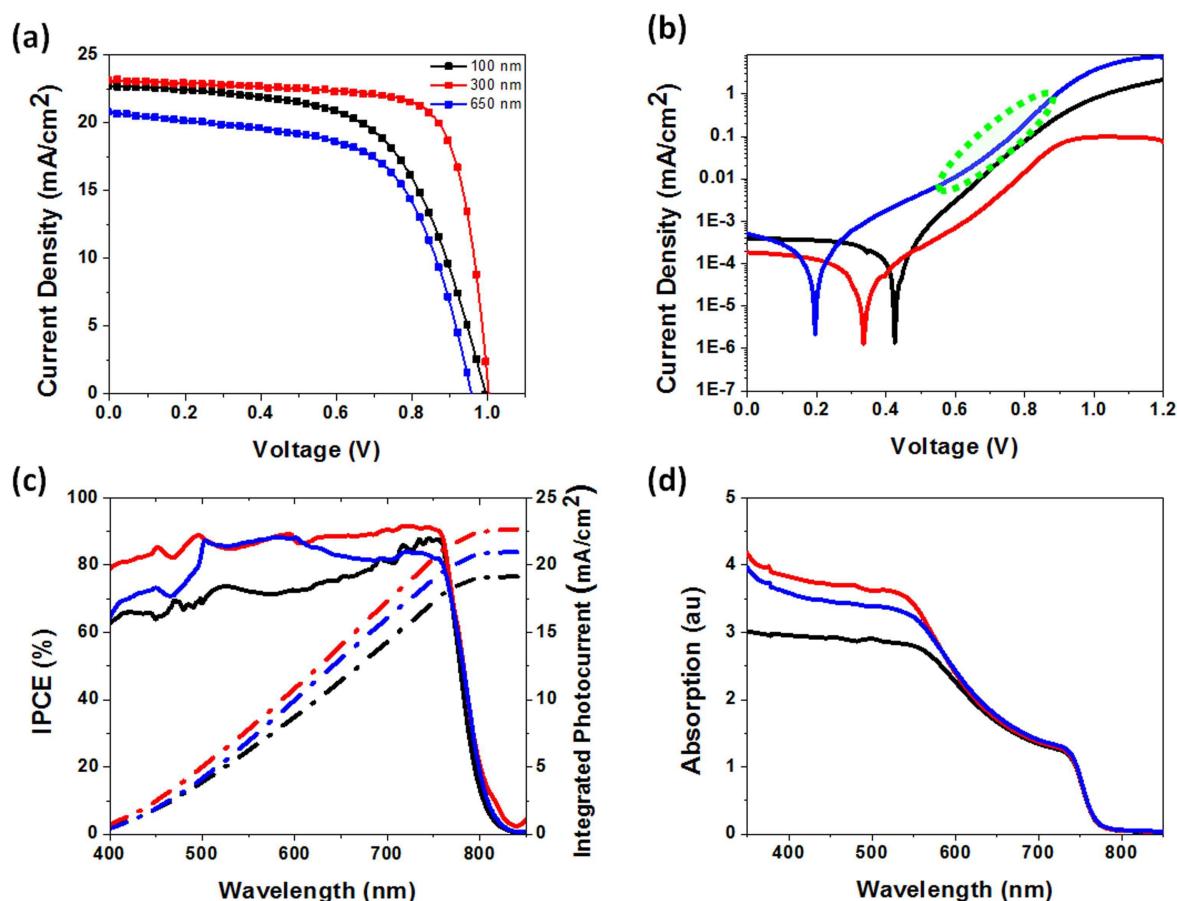 (a)
25
20
15
10
5
0
0.0 0.2 0.4 0.6 0.8 1.0
Voltage (V)
Current Density (mA/cm²)
100 nm
300 nm
650 nm
(b)
1
0.1
0.01
1E-3
1E-4
1E-5
1E-6
1E-7
0.0 0.2 0.4 0.6 0.8 1.0 1.2
Voltage (V)
Current Density (mA/cm²)
(c)
100
80
60
40
20
0
400 500 600 700 800
Wavelength (nm)
IPCE (%)
25
20
15
10
5
0
Integrated Photocurrent (mA/cm²)
(d)
5
4
3
2
1
0
400 500 600 700 800
Wavelength (nm)
Absorption (au)